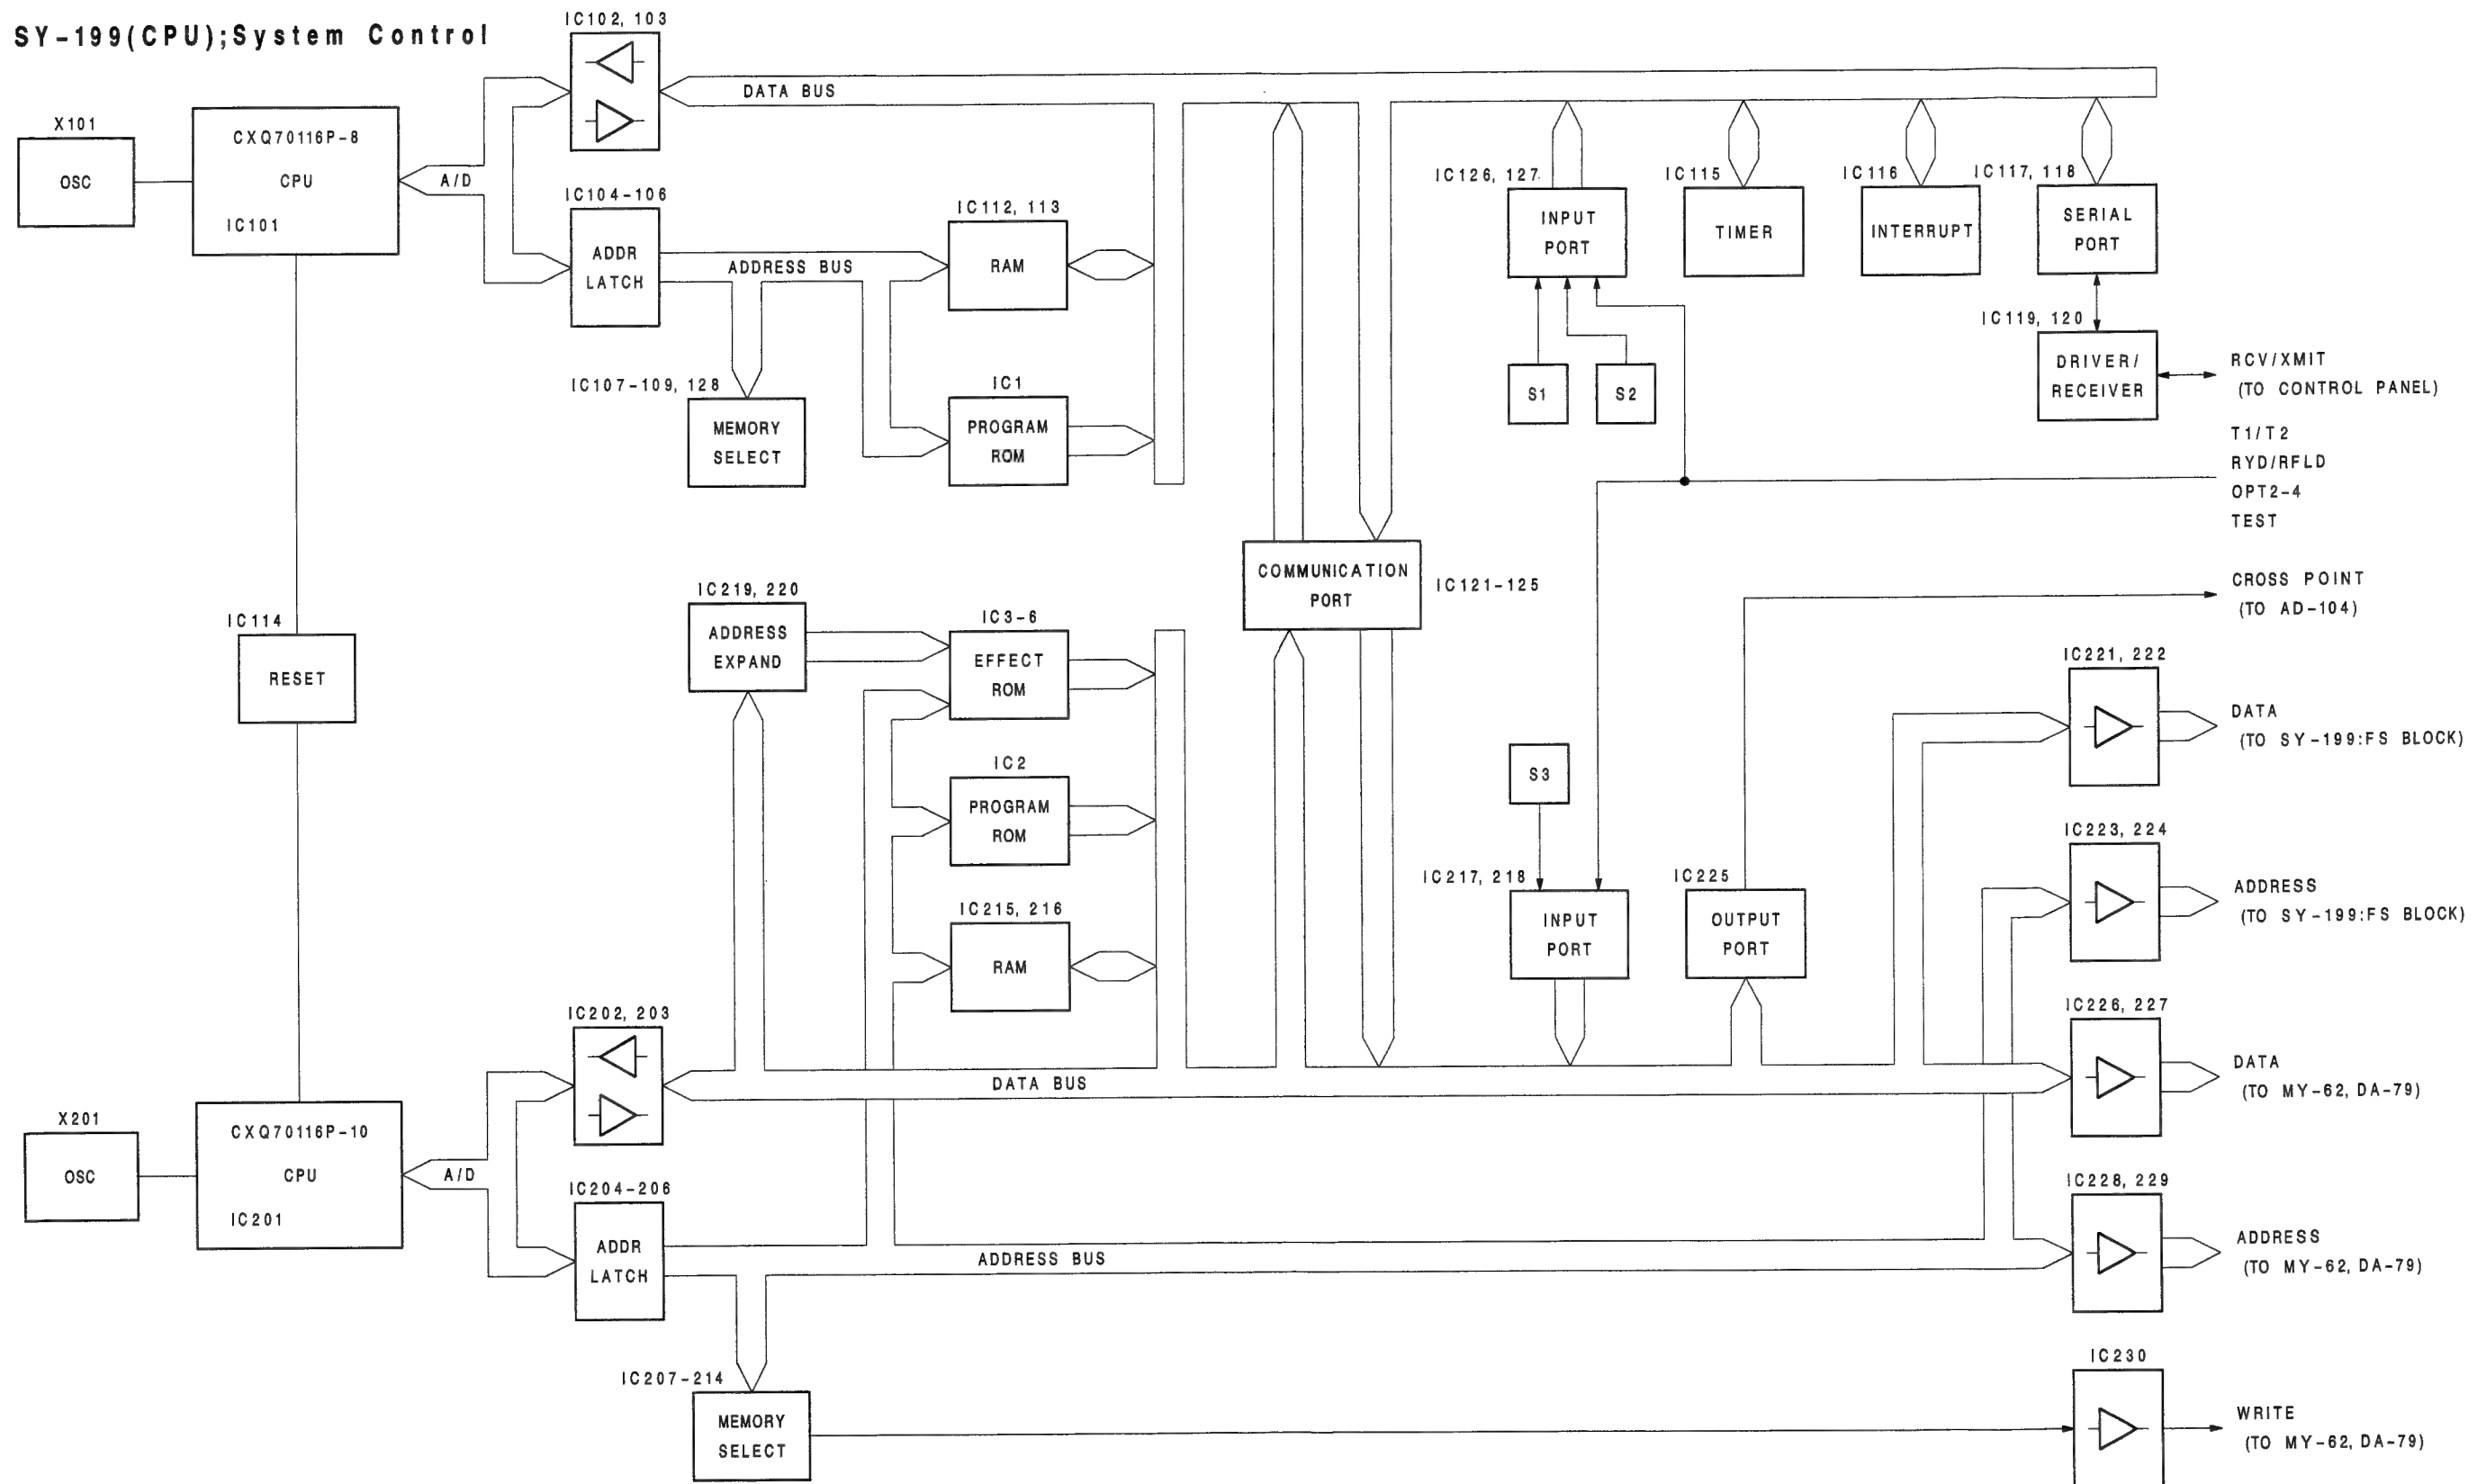 SY-199(CPU);System Control
IC102, 103
DATA BUS
X101
OSC
CXQ70116P-8
CPU
IC101
A/D
IC104-106
ADDR
LATCH
ADDRESS BUS
IC112, 113
RAM
IC107-109, 128
MEMORY
SELECT
IC1
PROGRAM
ROM
IC126, 127
INPUT
PORT
IC115
TIMER
IC116
INTERRUPT
IC117, 118
SERIAL
PORT
IC119, 120
DRIVER/
RECEIVER
RCV/XMIT
(TO CONTROL PANEL)
S1
S2
T1/T2
RYD/RFLD
OPT2-4
TEST
COMMUNICATION
PORT
IC121-125
CROSS POINT
(TO AD-104)
IC114
RESET
IC219, 220
ADDRESS
EXPAND
IC3-6
EFFECT
ROM
IC2
PROGRAM
ROM
IC215, 216
RAM
S3
IC217, 218
INPUT
PORT
IC225
OUTPUT
PORT
IC221, 222
DATA
(TO SY-199:FS BLOCK)
IC223, 224
ADDRESS
(TO SY-199:FS BLOCK)
IC202, 203
DATA BUS
IC226, 227
DATA
(TO MY-62, DA-79)
X201
OSC
CXQ70116P-10
CPU
IC201
A/D
IC204-206
ADDR
LATCH
ADDRESS BUS
IC228, 229
ADDRESS
(TO MY-62, DA-79)
IC207-214
MEMORY
SELECT
IC230
WRITE
(TO MY-62, DA-79)